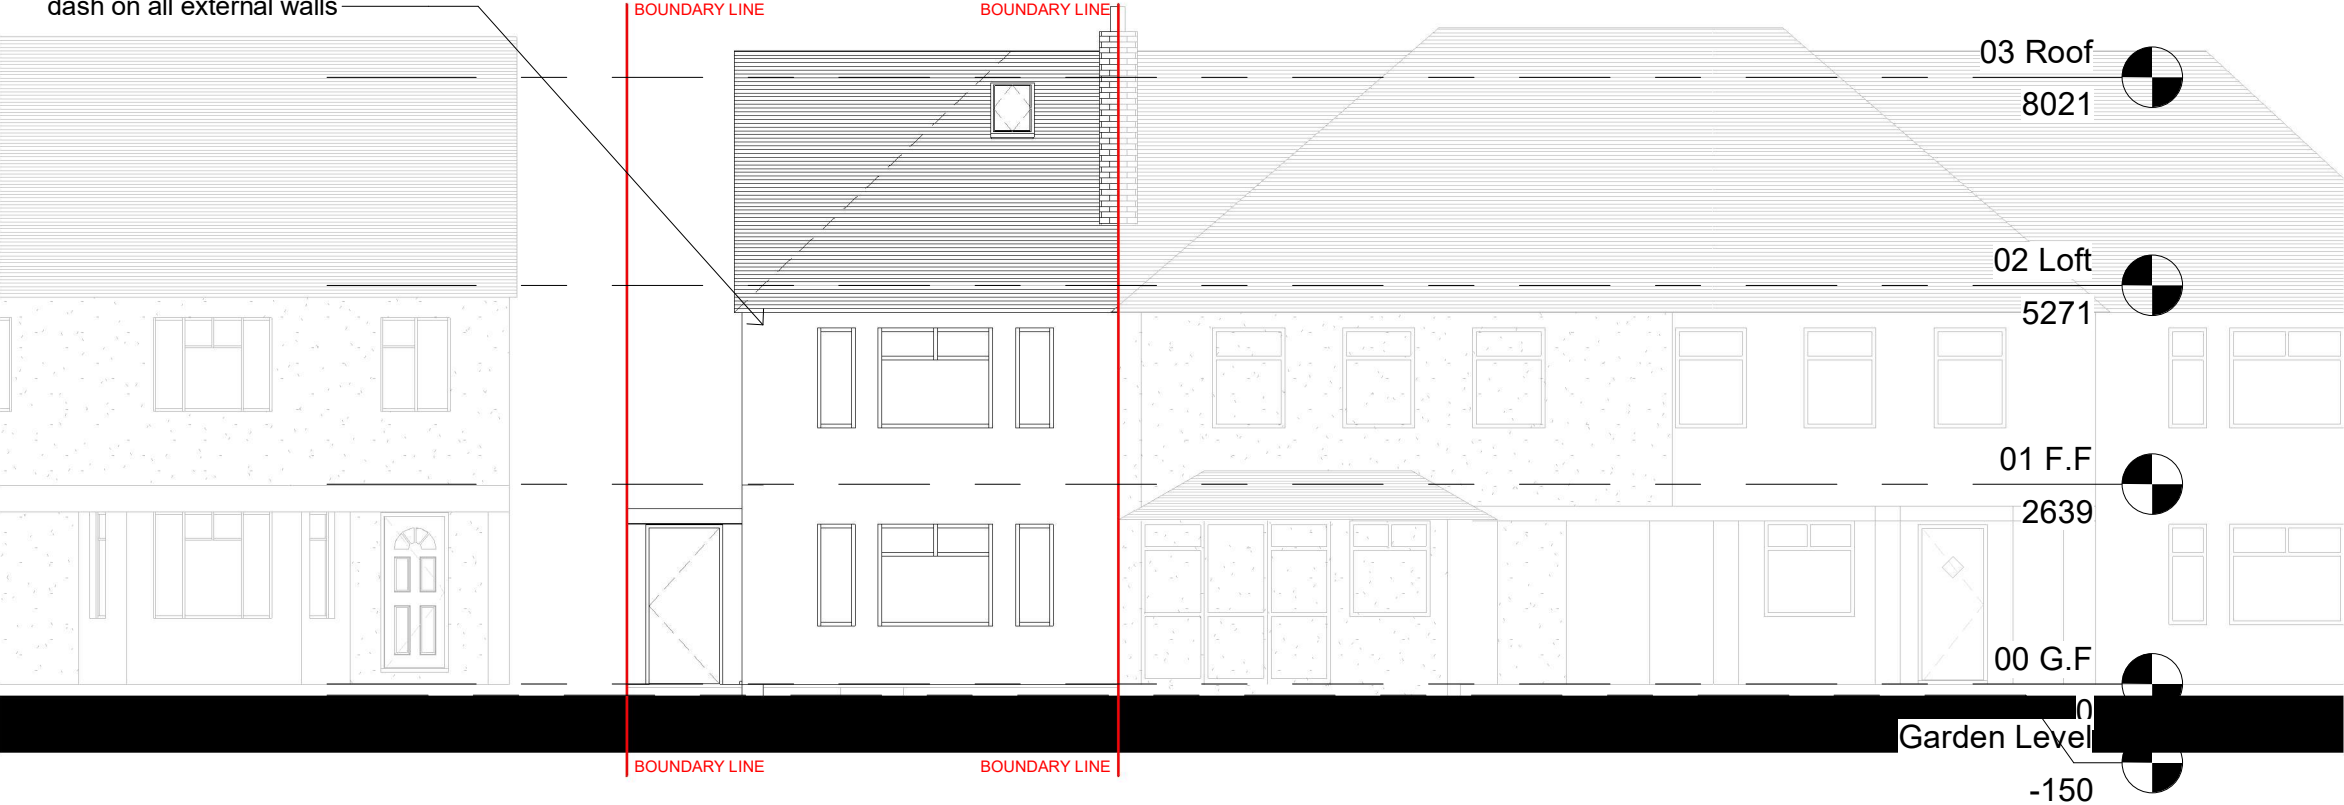 dash on all external walls
BOUNDARY LINE
BOUNDARY LINE
03 Roof
8021
02 Loft
5271
01 F.F
2639
00 G.F
0
Garden Level
-150
BOUNDARY LINE
BOUNDARY LINE